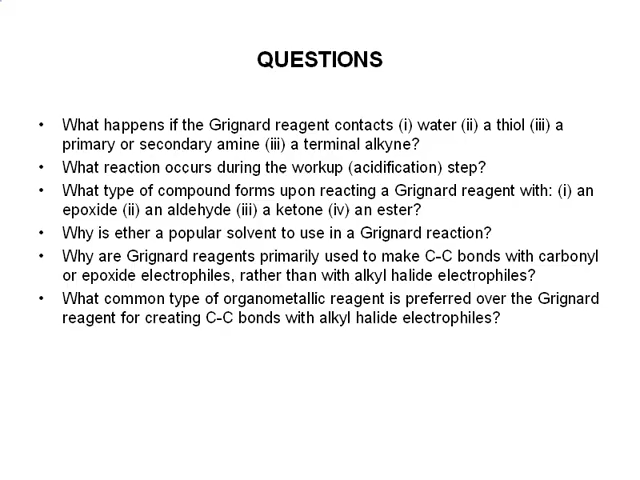 QUESTIONS
• What happens if the Grignard reagent contacts (i) water (ii) a thiol (iii) a
primary or secondary amine (iii) a terminal alkyne?
• What reaction occurs during the workup (acidification) step?
• What type of compound forms upon reacting a Grignard reagent with: (i) an
epoxide (ii) an aldehyde (iii) a ketone (iv) an ester?
• Why is ether a popular solvent to use in a Grignard reaction?
• Why are Grignard reagents primarily used to make C-C bonds with carbonyl
or epoxide electrophiles, rather than with alkyl halide electrophiles?
• What common type of organometallic reagent is preferred over the Grignard
reagent for creating C-C bonds with alkyl halide electrophiles?